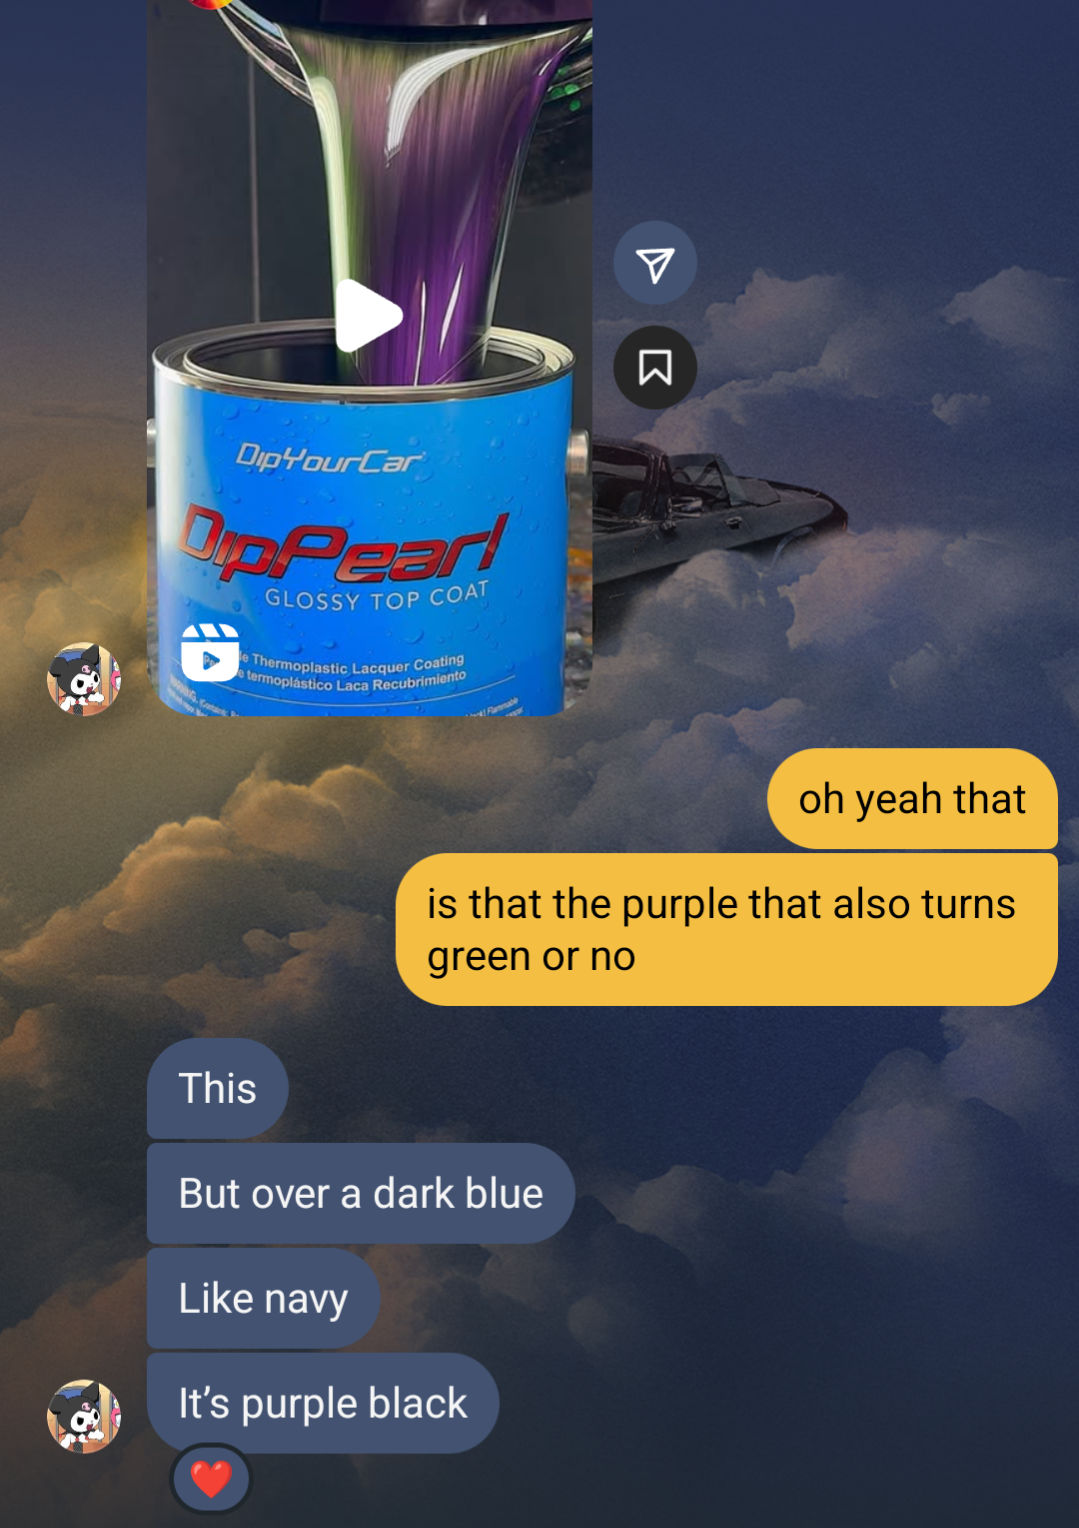 DipYourCar
DipPearl
GLOSSY TOP COAT
Thermoplastic Lacquer Coating
termoplástico Laca Recubrimiento
oh yeah that
is that the purple that also turns
green or no
This
But over a dark blue
Like navy
It’s purple black